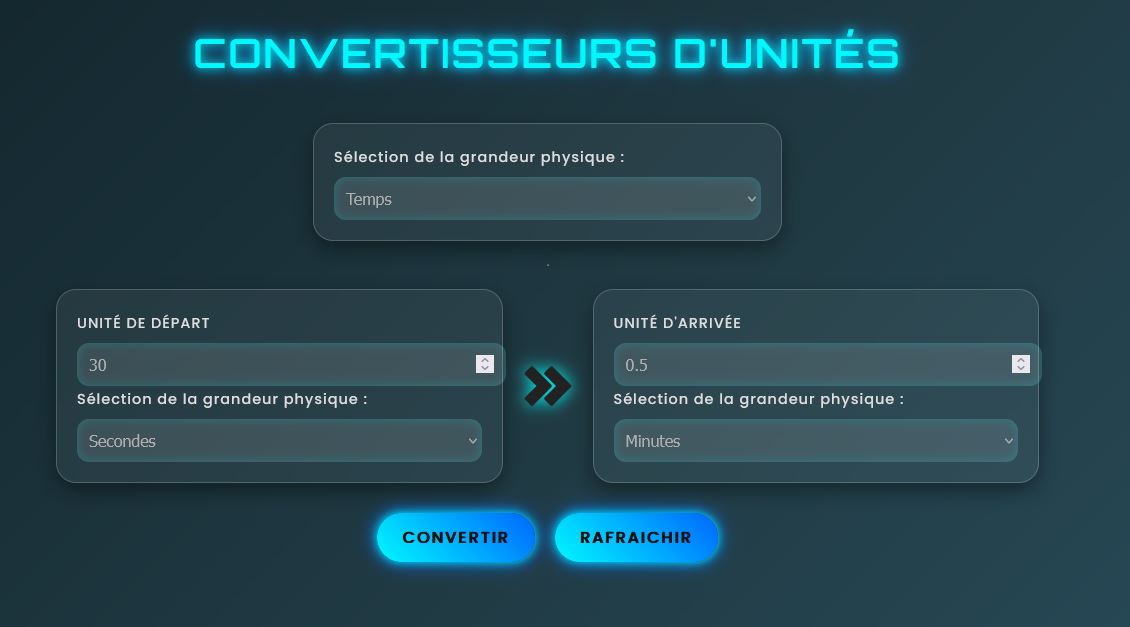 CONVERTISSEURS D'UNITÉS
Sélection de la grandeur physique :
Temps
.
UNITÉ DE DÉPART
30
Sélection de la grandeur physique :
Secondes
UNITÉ D'ARRIVÉE
0.5
Sélection de la grandeur physique :
Minutes
CONVERTIR
RAFRAICHIR